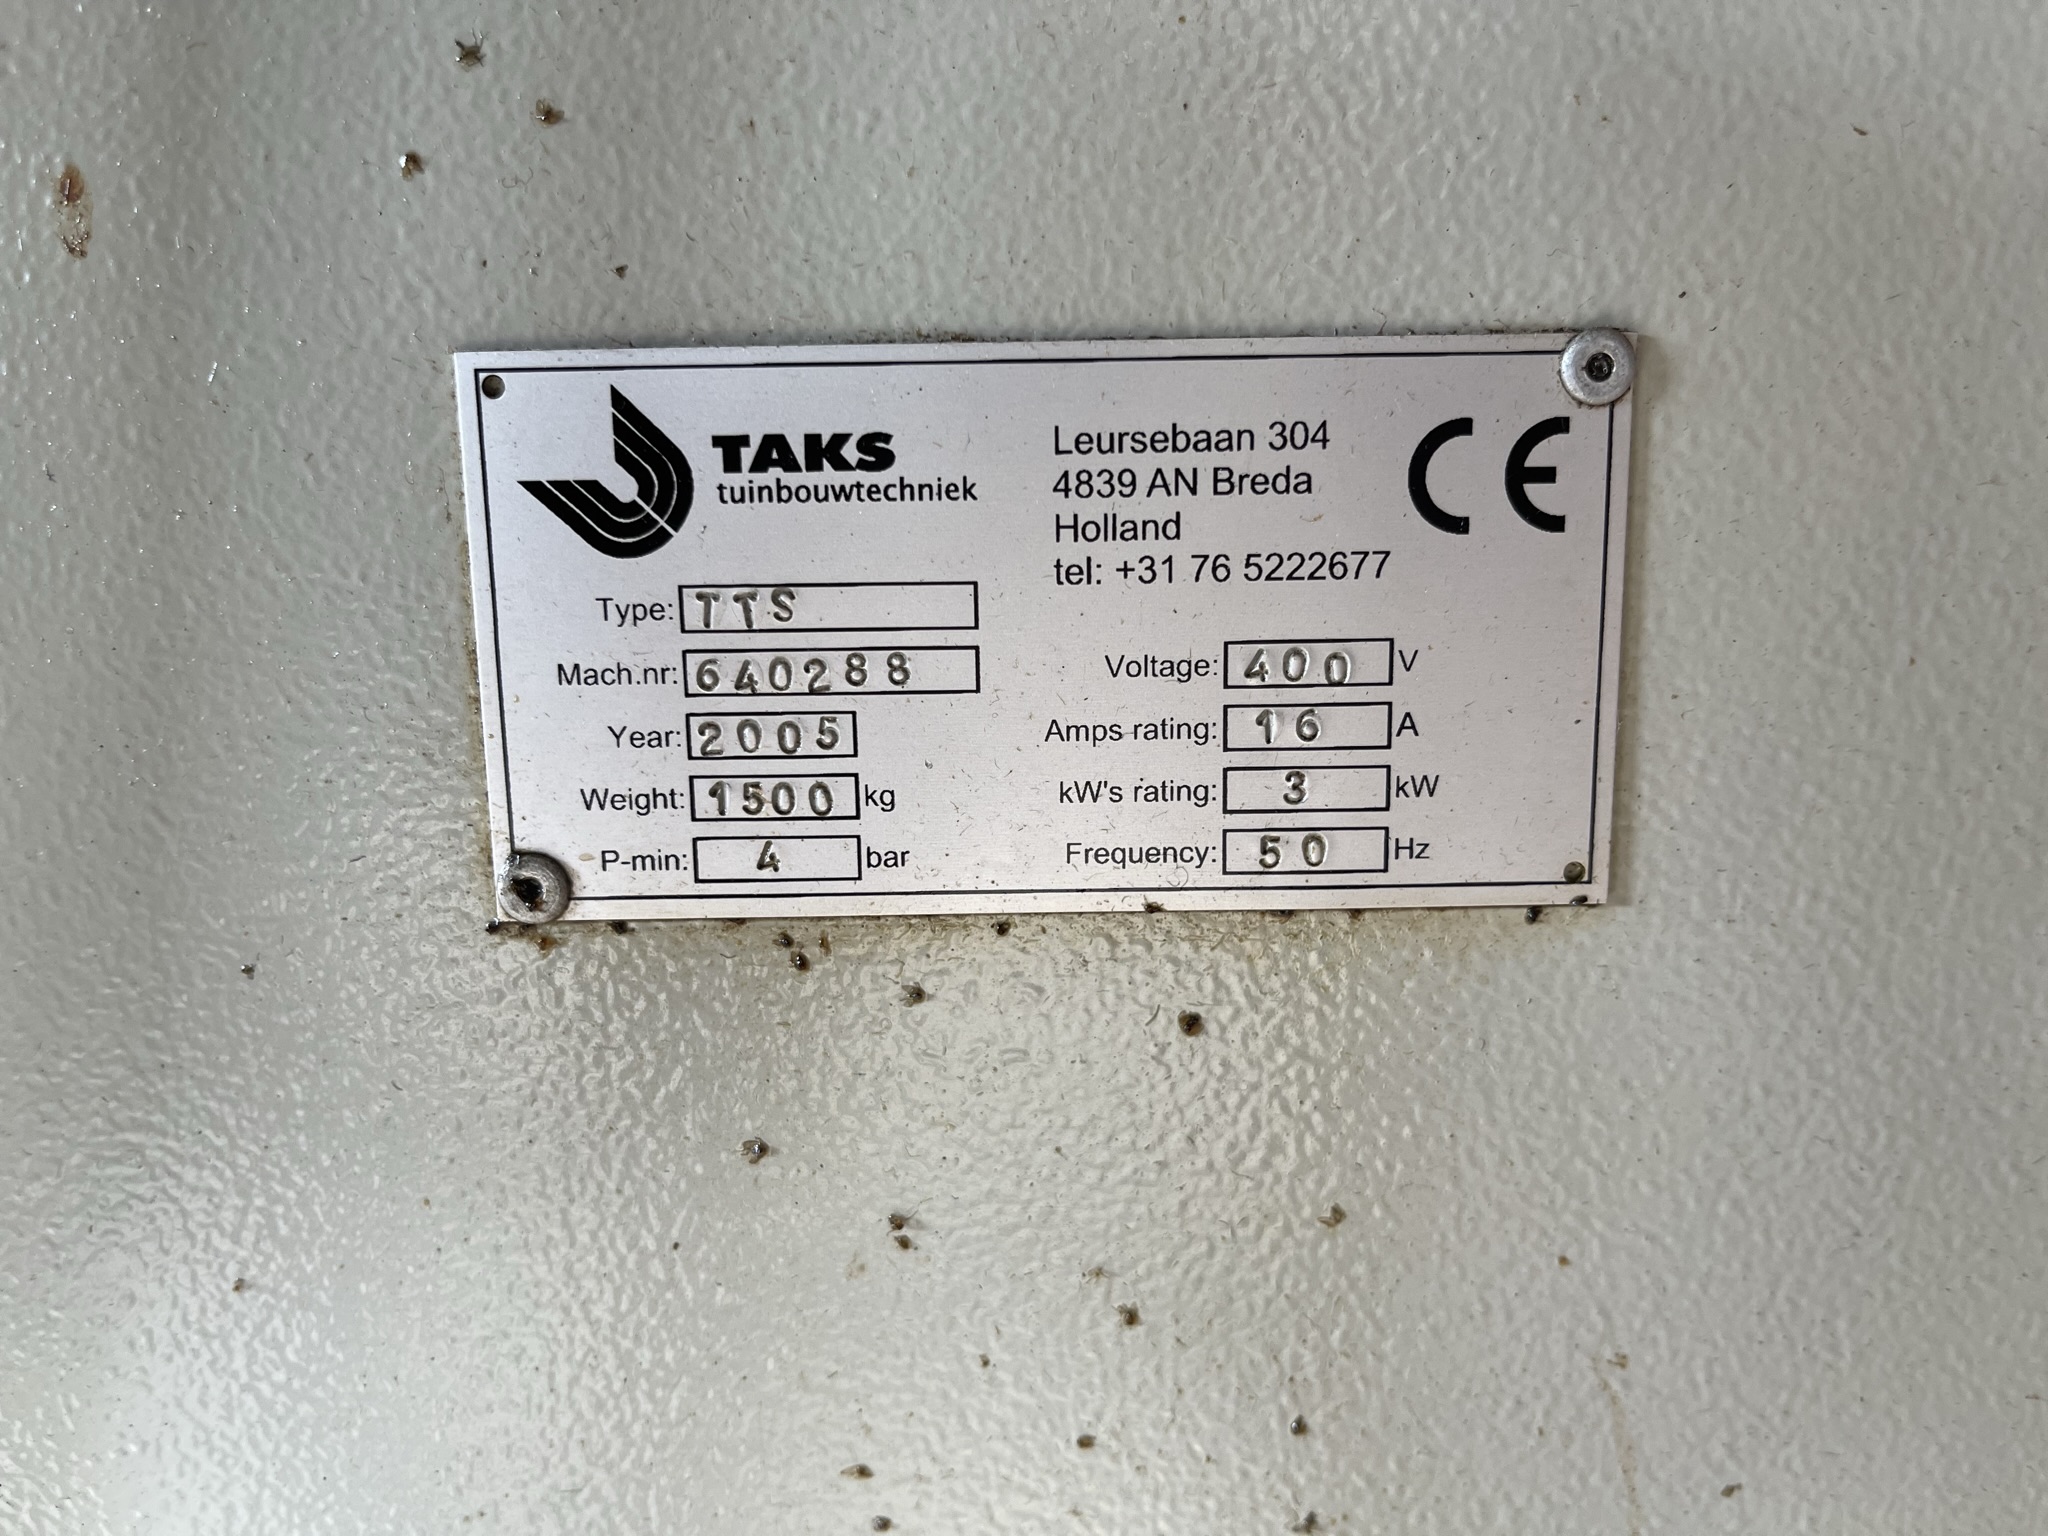 TAKS
tuinbouwtechniek
Leursebaan 304
4839 AN Breda
Holland
tel: +31 76 5222677
CE
Type: TTS
Mach.nr: 640288
Year: 2005
Weight: 1500 kg
P-min: 4 bar
Voltage: 400 V
Amps rating: 16 A
kW's rating: 3 kW
Frequency: 50 Hz